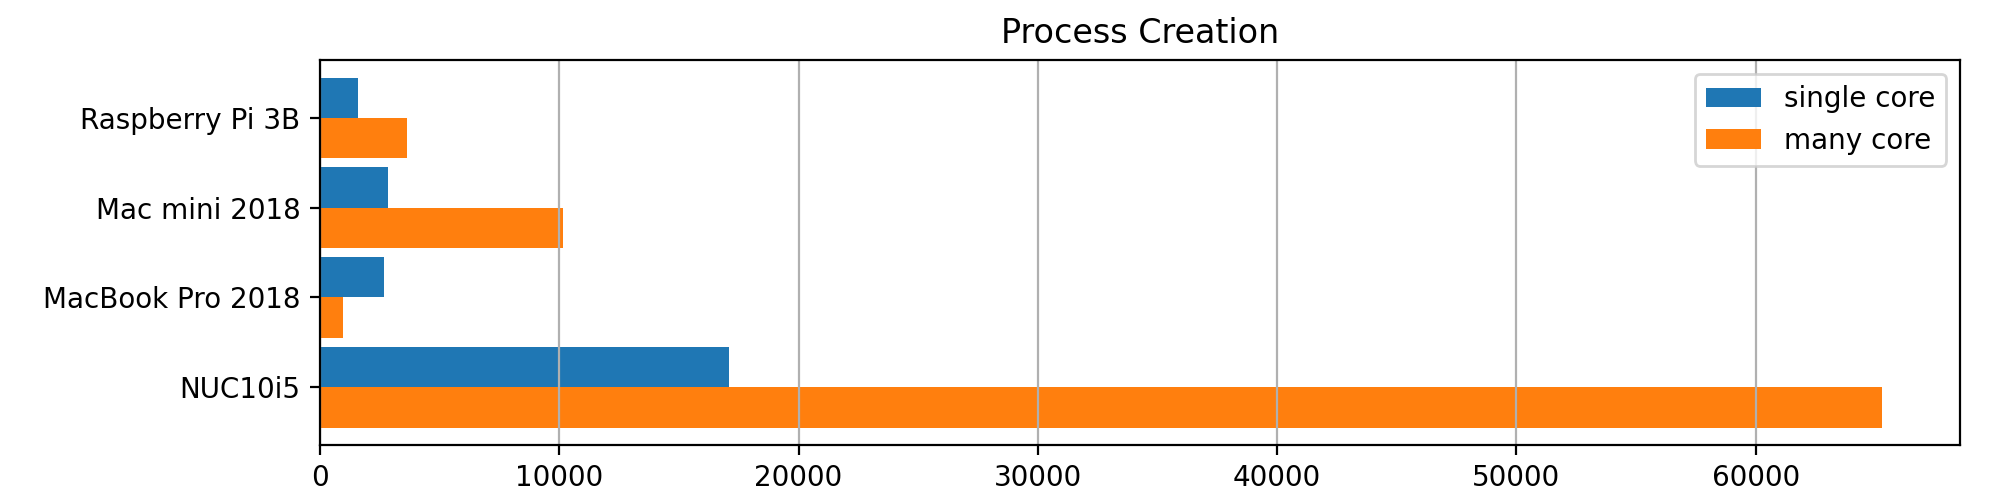 Process Creation
single core
many core
Raspberry Pi 3B
Mac mini 2018
MacBook Pro 2018
NUC10i5
0 10000 20000 30000 40000 50000 60000